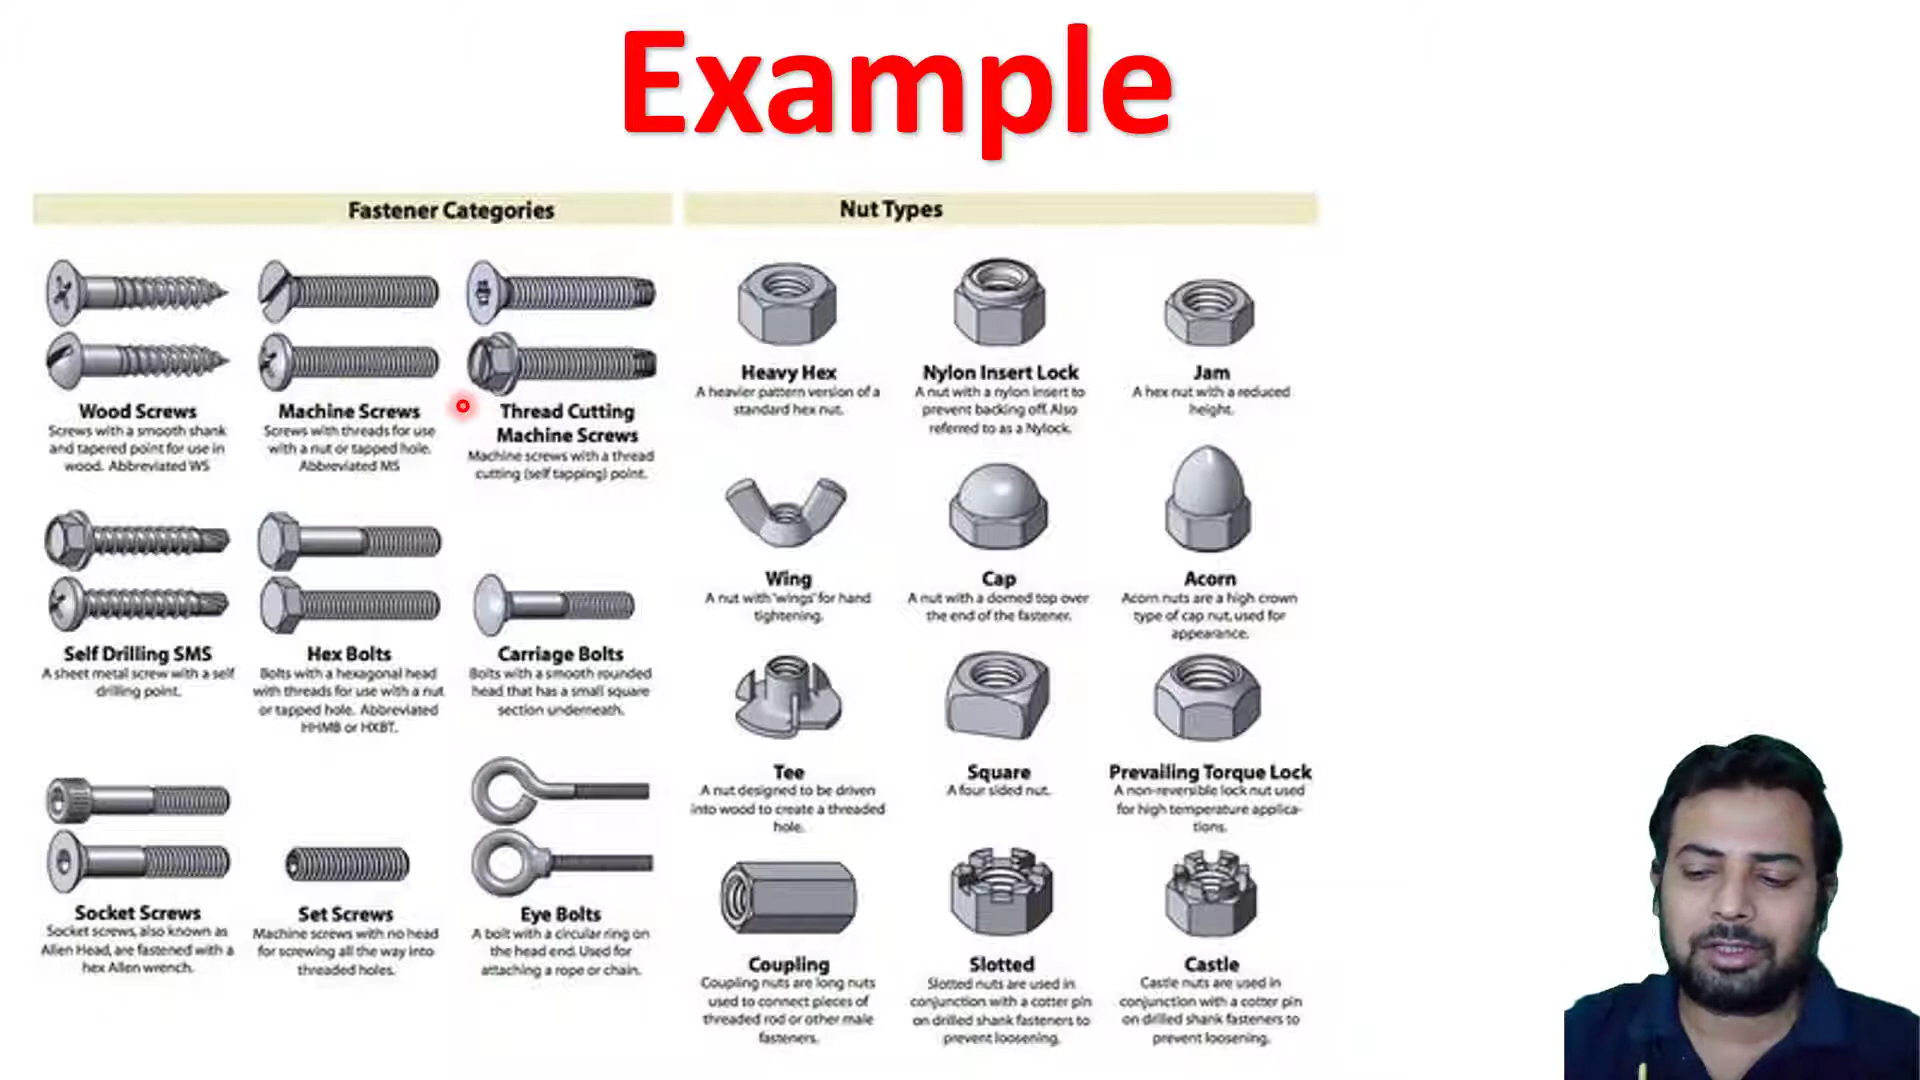 Example
Fastener Categories
Nut Types
Wood Screws
Screws with a smooth shank
and tapered point for use in
wood. Abbreviated WS
Machine Screws
Screws with threads for use
with a nut or tapped hole.
Abbreviated MS
Thread Cutting
Machine Screws
Machine screws with a thread
cutting (self tapping) point.
Self Drilling SMS
A sheet metal screw with a self
drilling point.
Hex Bolts
Bolts with a hexagonal head
with threads for use with a nut
or tapped hole. Abbreviated
HHMB or HXBT.
Carriage Bolts
Bolts with a smooth rounded
head that has a small square
section underneath.
Socket Screws
Socket screws, also known as
Allen Head, are fastened with a
hex Allen wrench.
Set Screws
Machine screws with no head
for screwing all the way into
threaded holes.
Eye Bolts
A bolt with a circular ring on
the head end. Used for
attaching a rope or chain.
Heavy Hex
A heavier pattern version of a
standard hex nut.
Nylon Insert Lock
A nut with a nylon insert to
prevent backing off. Also
referred to as a Nylock.
Jam
A hex nut with a reduced
height.
Wing
A nut with 'wings' for hand
tightening.
Cap
A nut with a domed top over
the end of the fastener.
Acorn
Acorn nuts are a high crown
type of cap nut, used for
appearance.
Tee
A nut designed to be driven
into wood to create a threaded
hole.
Square
A four sided nut.
Prevailing Torque Lock
A non-reversible lock nut used
for high temperature applica-
tions.
Coupling
Coupling nuts are long nuts
used to connect pieces of
threaded rod or other male
fasteners.
Slotted
Slotted nuts are used in
conjunction with a cotter pin
on drilled shank fasteners to
prevent loosening.
Castle
Castle nuts are used in
conjunction with a cotter pin
on drilled shank fasteners to
prevent loosening.